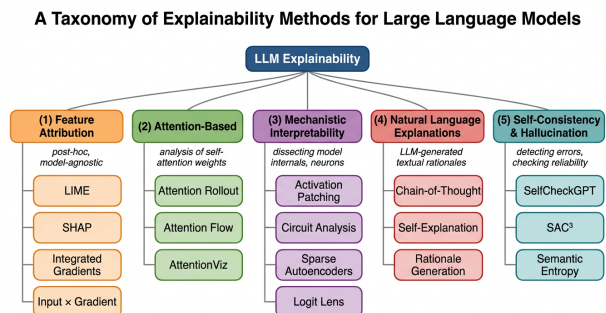 A Taxonomy of Explainability Methods for Large Language Models
LLM Explainability
(1) Feature
Attribution
post-hoc,
model-agnostic
LIME
SHAP
Integrated
Gradients
Input × Gradient
(2) Attention-Based
analysis of self-
attention weights
Attention Rollout
Attention Flow
AttentionViz
(3) Mechanistic
Interpretability
dissecting model
internals, neurons
Activation
Patching
Circuit Analysis
Sparse
Autoencoders
Logit Lens
(4) Natural Language
Explanations
LLM-generated
textual rationales
Chain-of-Thought
Self-Explanation
Rationale
Generation
(5) Self-Consistency
& Hallucination
detecting errors,
checking reliability
SelfCheckGPT
SAC³
Semantic
Entropy